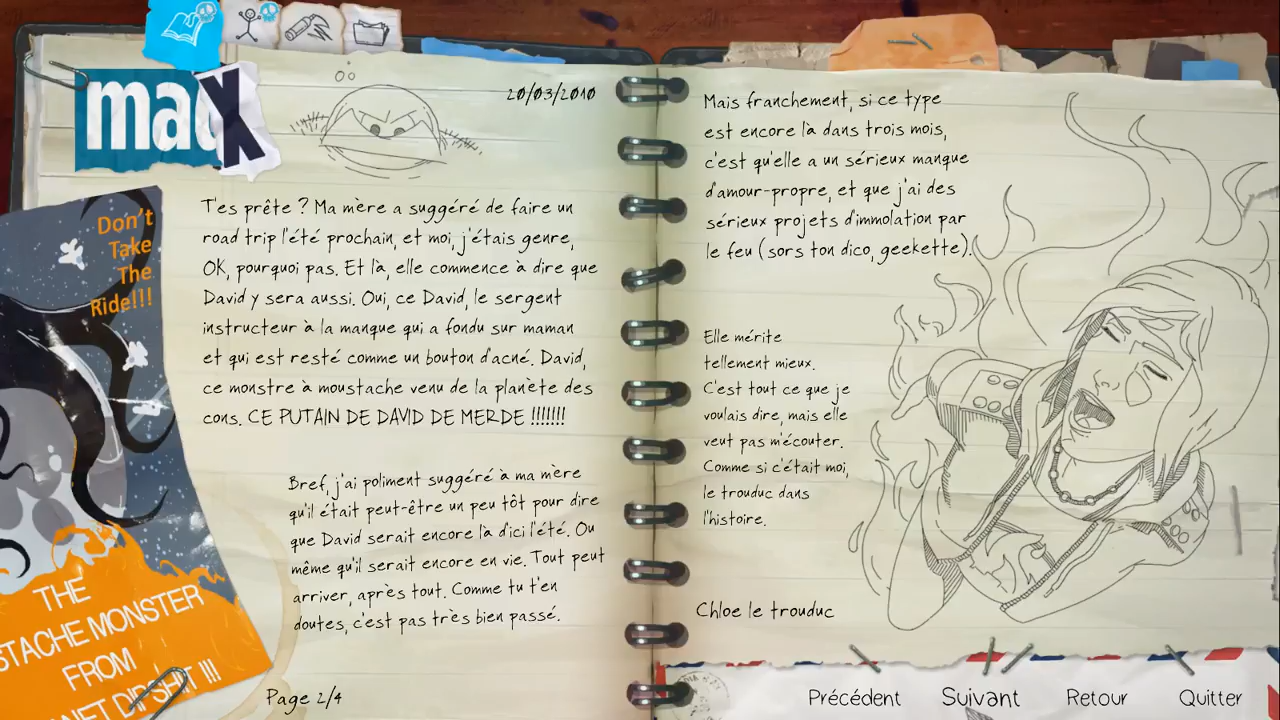 maX
20/03/2010
Don't
Take
The
Ride!!!
T'es prête ? Ma mère a suggéré de faire un
road trip l'été prochain, et moi, j'étais genre,
OK, pourquoi pas. Et là, elle commence à dire que
David y sera aussi. Oui, ce David, le sergent
instructeur à la manque qui a fondu sur maman
et qui est resté comme un bouton d'acné. David,
ce monstre à moustache venu de la planète des
cons. CE PUTAIN DE DAVID DE MERDE !!!!!!!
Bref, j'ai poliment suggéré à ma mère
qu'il était peut-être un peu tôt pour dire
que David serait encore là d'ici l'été. Ou
même qu'il serait encore en vie. Tout peut
arriver, après tout. Comme tu t'en
doutes, c'est pas très bien passé.
THE
STACHE MONSTER
FROM
ANET DIPSHIT !!!
Page 2/4
Mais franchement, si ce type
est encore là dans trois mois,
c'est qu'elle a un sérieux manque
d'amour-propre, et que j'ai des
sérieux projets d'immolation par
le feu (sors ton dico, geekette).
Elle mérite
tellement mieux.
C'est tout ce que je
voulais dire, mais elle
veut pas m'écouter.
Comme si c'était moi,
le trouduc dans
l'histoire.
Chloe le trouduc
Précédent Suivant Retour Quitter